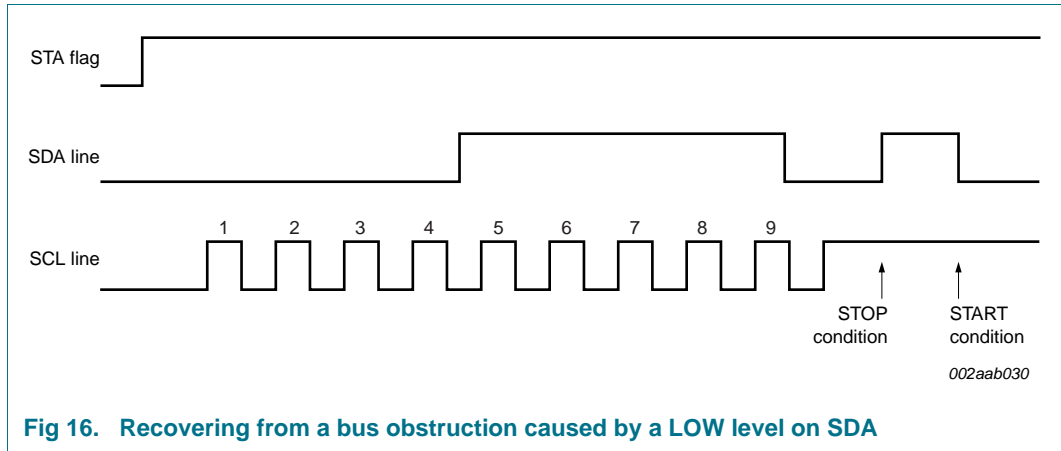 STA flag
SDA line
1 2 3 4 5 6 7 8 9
SCL line
STOP
condition
START
condition
002aab030
Fig 16. Recovering from a bus obstruction caused by a LOW level on SDA